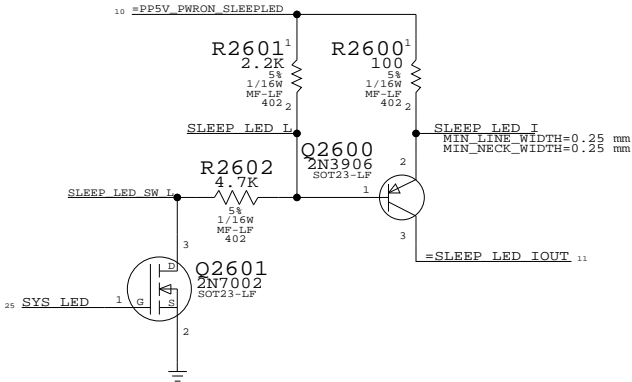 10 =PP5V_PWRON_SLEEPLED
R2601 1
2.2K
5%
1/16W
MF-LF
402 2
R2600 1
100
5%
1/16W
MF-LF
402 2
SLEEP_LED_L
SLEEP_LED_I
MIN_LINE_WIDTH=0.25 mm
MIN_NECK_WIDTH=0.25 mm
Q2600
2N3906
SOT23-LF
2
1
3
R2602
4.7K
5%
1/16W
MF-LF
402
SLEEP_LED_SW_L
=SLEEP_LED_IOUT 11
3
Q2601
2N7002
SOT23-LF
D
G
S
25 SYS_LED 1
2